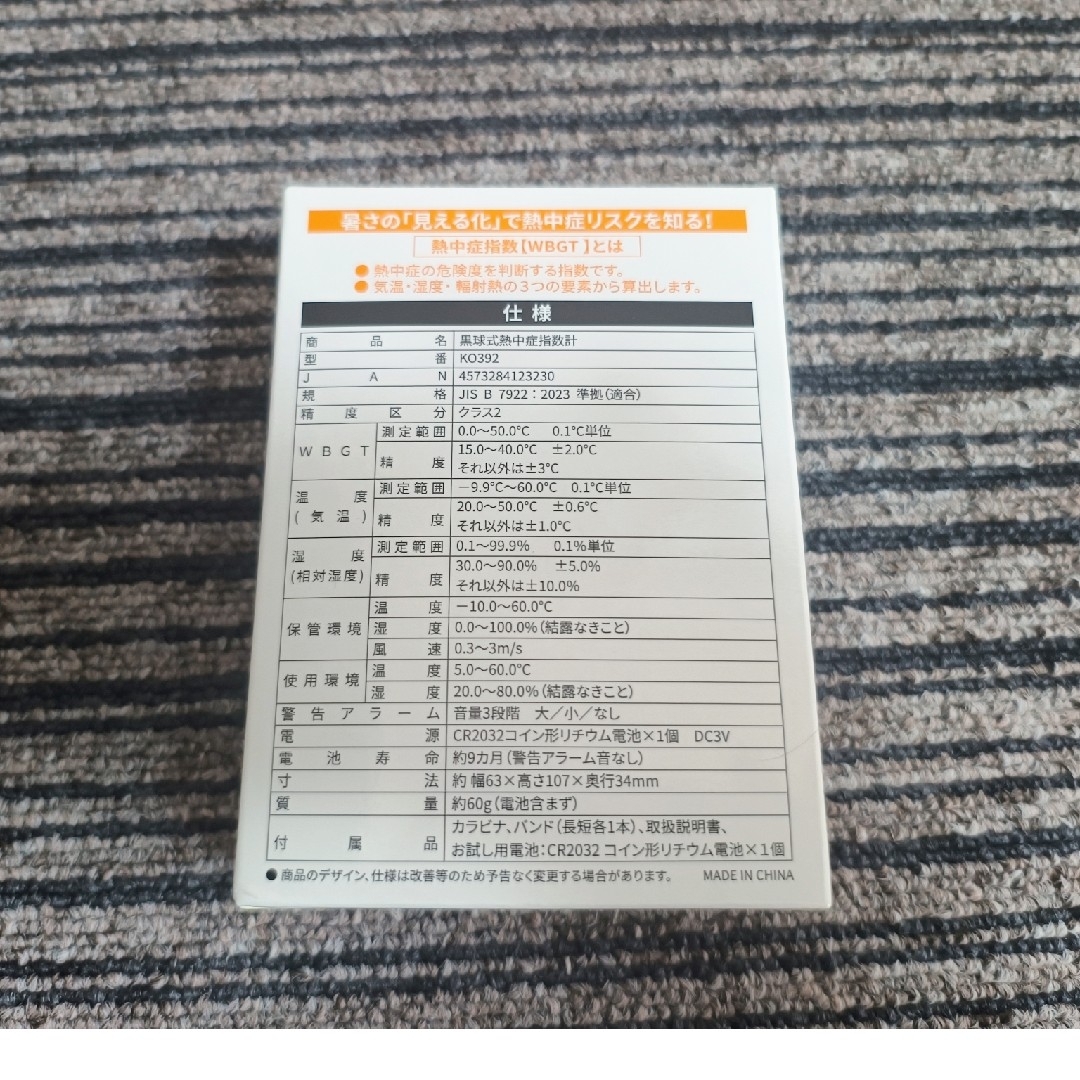 暑さの「見える化」で熱中症リスクを知る！
熱中症指数【WBGT】とは
●熱中症の危険度を判断する指数です。
●気温・湿度・輻射熱の3つの要素から算出します。
仕様
商品名 黒球式熱中症指数計
型番 KO392
JAN 4573284123230
規格 JIS B 7922：2023 準拠(適合)
精度区分 クラス2
WBGT 測定範囲 0.0〜50.0℃ 0.1℃単位
精度 15.0〜40.0℃ ±2.0℃
それ以外は±3℃
温度(気温) 測定範囲 −9.9℃〜60.0℃ 0.1℃単位
精度 20.0〜50.0℃ ±0.6℃
それ以外は±1.0℃
湿度(相対湿度) 測定範囲 0.1〜99.9% 0.1%単位
精度 30.0〜90.0% ±5.0%
それ以外は±10.0%
保管環境 温度 −10.0〜60.0℃
湿度 0.0〜100.0%(結露なきこと)
風速 0.3〜3m/s
使用環境 温度 5.0〜60.0℃
湿度 20.0〜80.0%(結露なきこと)
警告アラーム 音量3段階 大／小／なし
電源 CR2032コイン形リチウム電池×1個 DC3V
電池寿命 約9カ月(警告アラーム音なし)
寸法 約 幅63×高さ107×奥行34mm
質量 約60g(電池含まず)
付属品 カラビナ、バンド(長短各1本)、取扱説明書、
お試し用電池：CR2032 コイン形リチウム電池×1個
●商品のデザイン、仕様は改善等のため予告なく変更する場合があります。 MADE IN CHINA